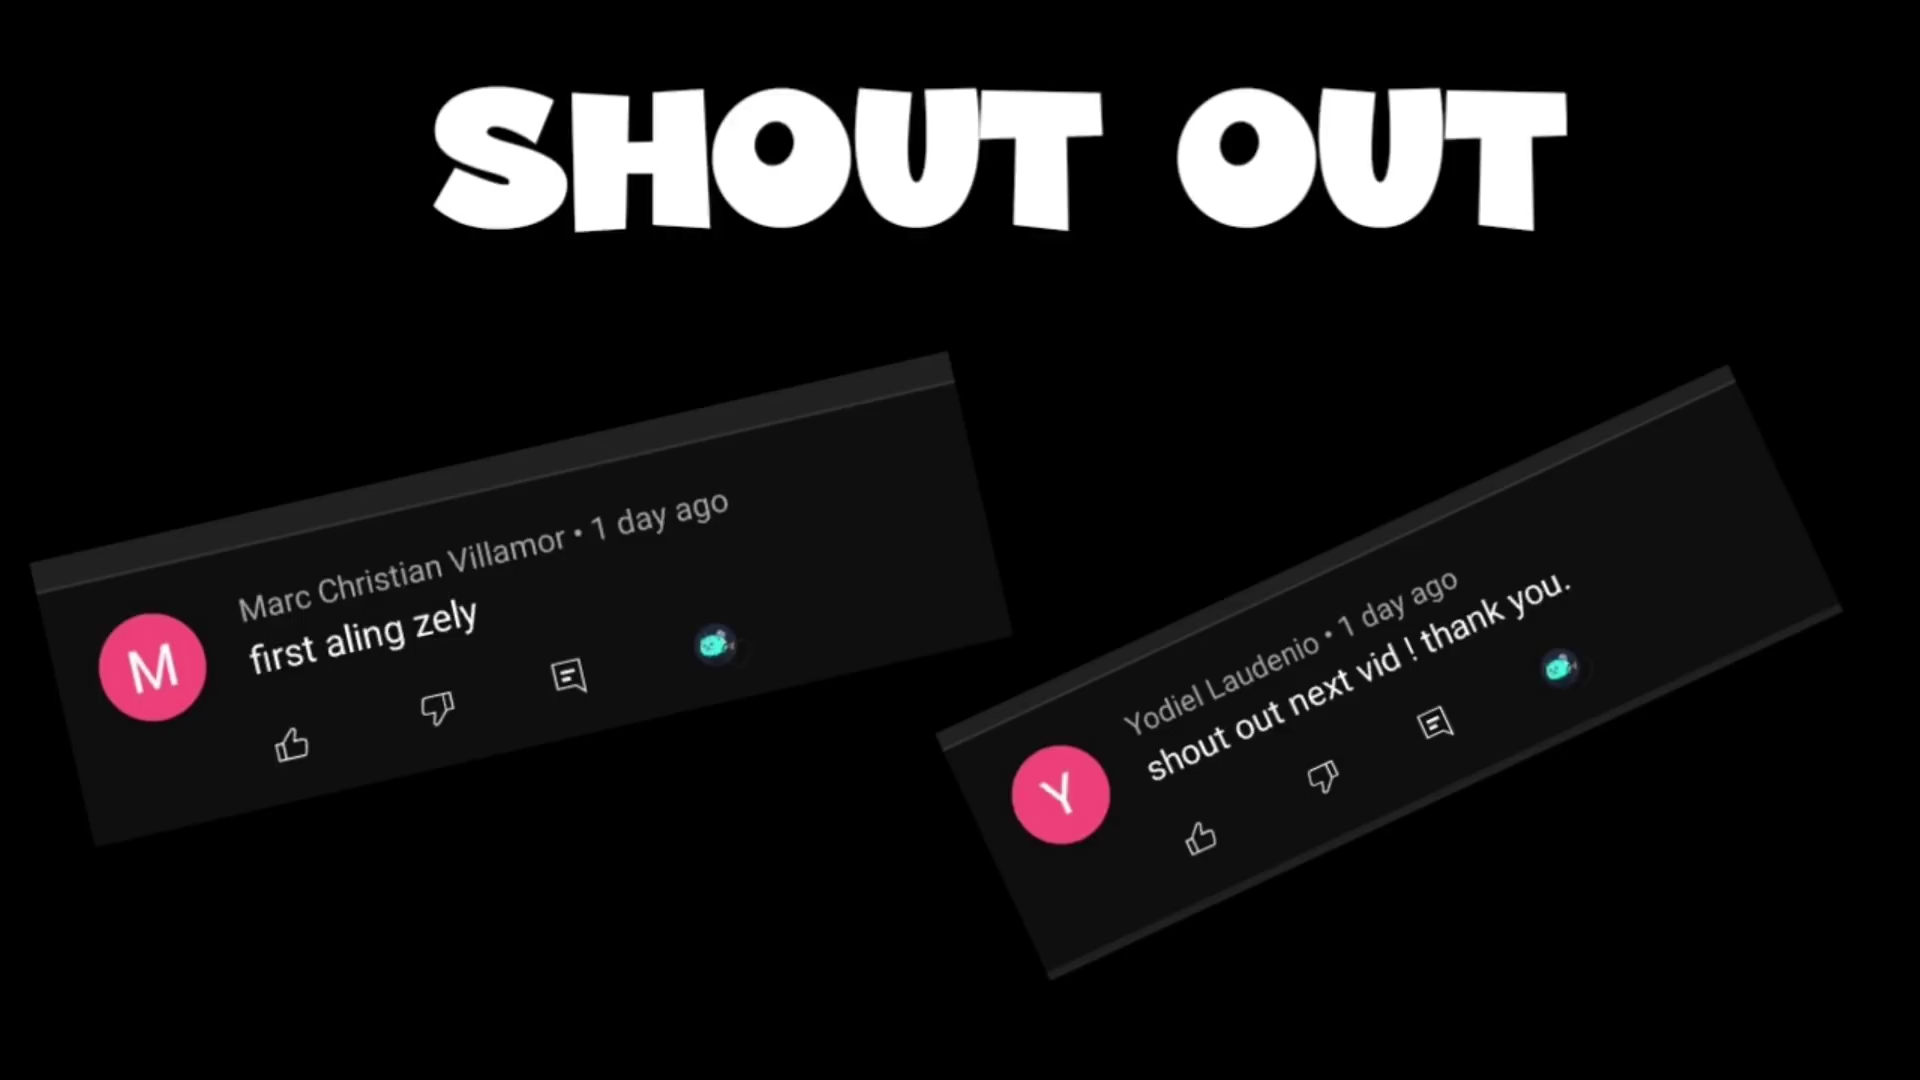 SHOUT OUT
M
Marc Christian Villamor • 1 day ago
first aling zely
Y
Yodiel Laudenio • 1 day ago
shout out next vid ! thank you.